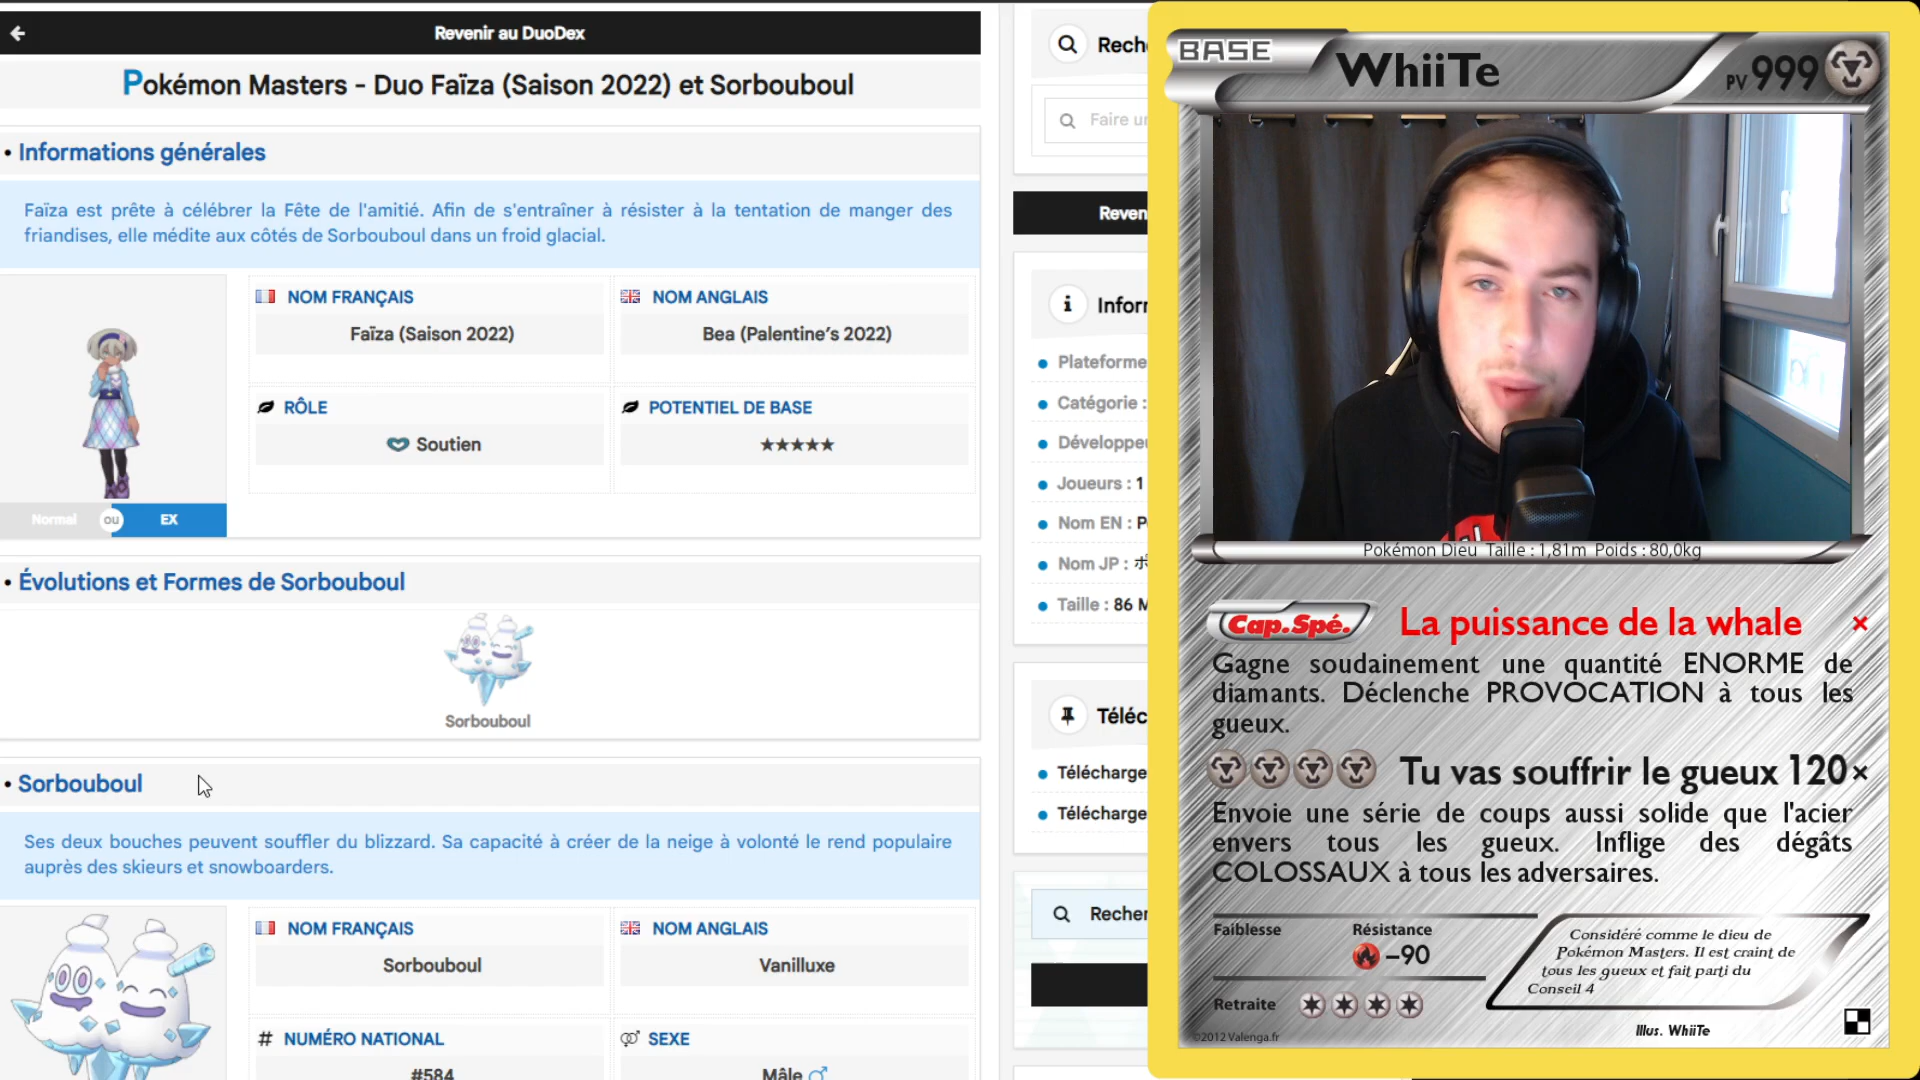 Revenir au DuoDex
Pokémon Masters - Duo Faïza (Saison 2022) et Sorbouboul
• Informations générales
Faïza est prête à célébrer la Fête de l'amitié. Afin de s'entraîner à résister à la tentation de manger des
friandises, elle médite aux côtés de Sorbouboul dans un froid glacial.
NOM FRANÇAIS
Faïza (Saison 2022)
NOM ANGLAIS
Bea (Palentine's 2022)
RÔLE
Soutien
POTENTIEL DE BASE
★★★★★
Normal ou EX
• Évolutions et Formes de Sorbouboul
Sorbouboul
• Sorbouboul
Ses deux bouches peuvent souffler du blizzard. Sa capacité à créer de la neige à volonté le rend populaire
auprès des skieurs et snowboarders.
NOM FRANÇAIS
Sorbouboul
NOM ANGLAIS
Vanilluxe
# NUMÉRO NATIONAL
#584
SEXE
Mâle ♂
Rech
Faire u
Reven
i Infor
Plateforme
Catégorie :
Développe
Joueurs : 1
Nom EN : P
Nom JP : ポ
Taille : 86 M
Téléc
Télécharge
Télécharge
Recher
BASE
WhiiTe
PV 999
Pokémon Dieu Taille : 1,81m Poids : 80,0kg
Cap.Spé. La puissance de la whale ×
Gagne soudainement une quantité ENORME de
diamants. Déclenche PROVOCATION à tous les
gueux.
Tu vas souffrir le gueux 120×
Envoie une série de coups aussi solide que l'acier
envers tous les gueux. Inflige des dégâts
COLOSSAUX à tous les adversaires.
Faiblesse
Résistance
–90
Retraite
Considéré comme le dieu de
Pokémon Masters. Il est craint de
tous les gueux et fait parti du
Conseil 4
Illus. WhiiTe
©2012 Valenga.fr